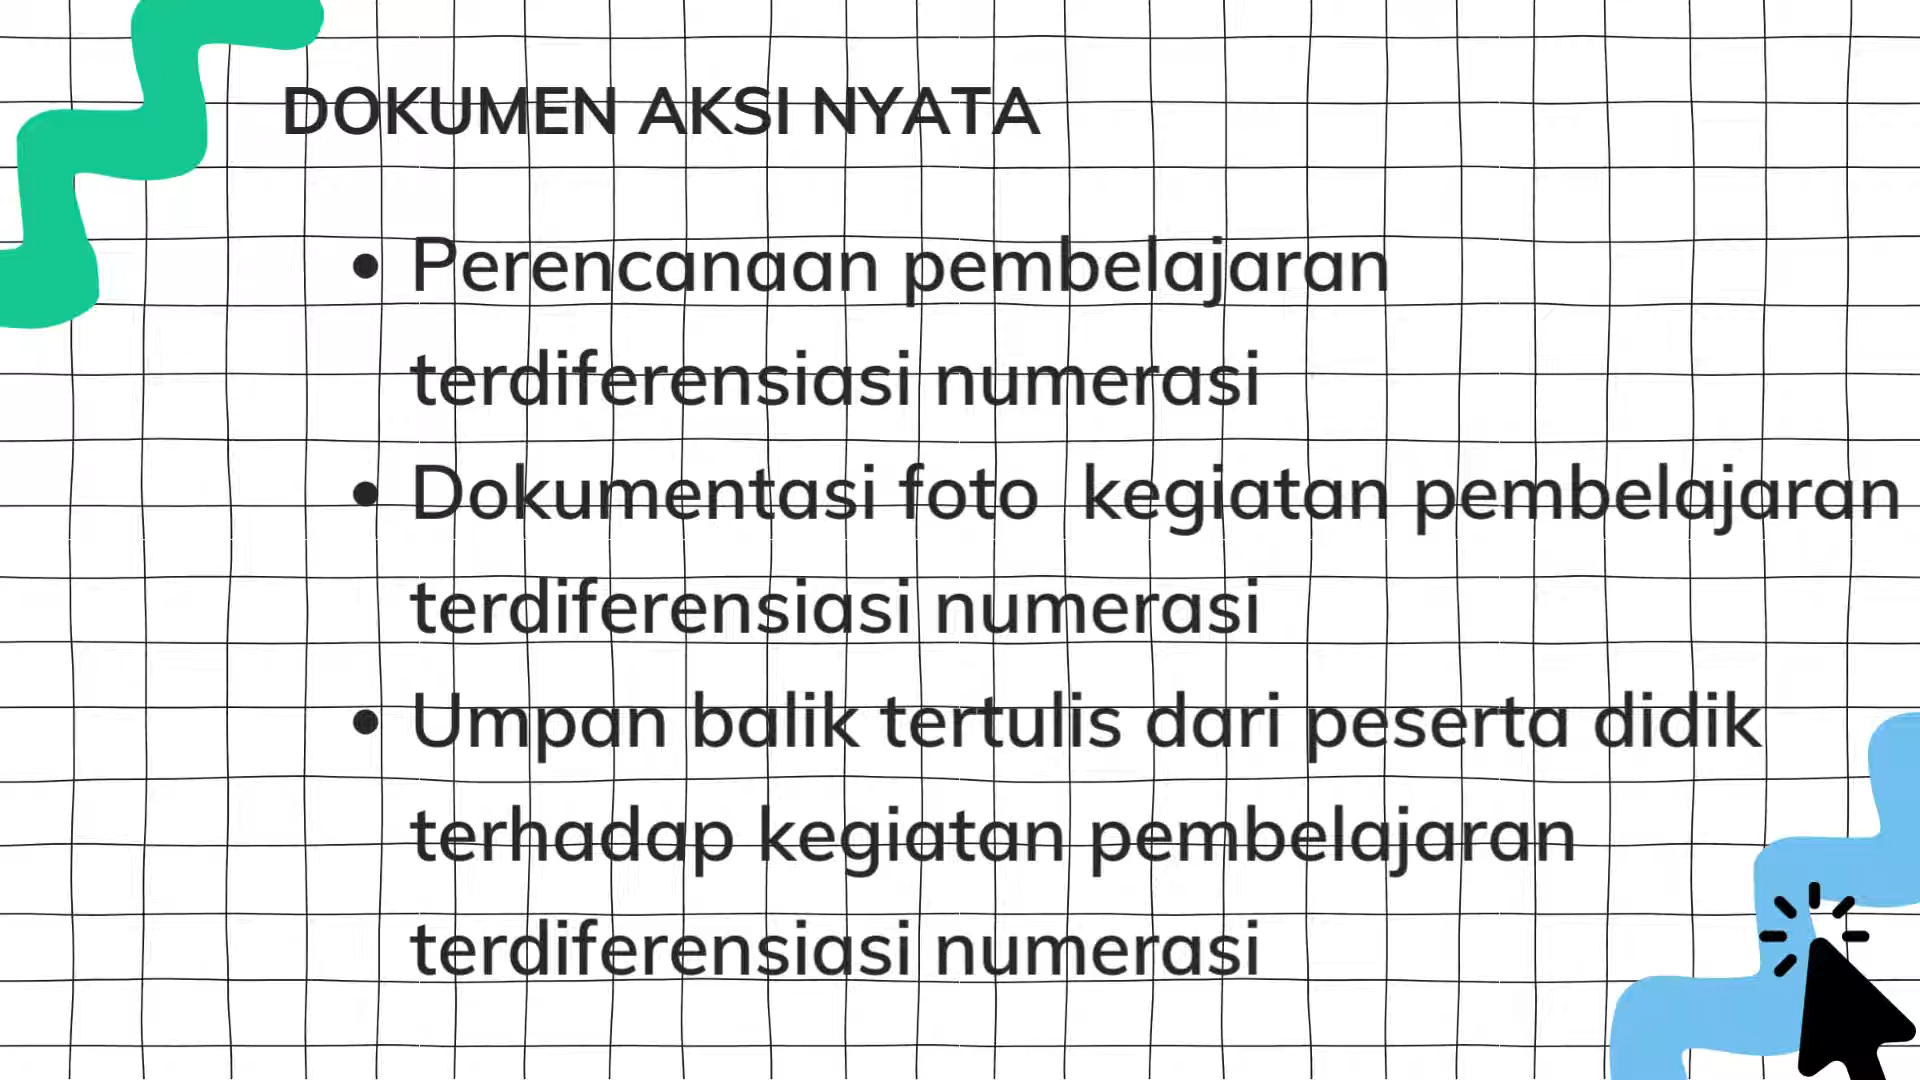 DOKUMEN AKSI NYATA
• Perencanaan pembelajaran
terdiferensiasi numerasi
• Dokumentasi foto  kegiatan pembelajaran
terdiferensiasi numerasi
• Umpan balik tertulis dari peserta didik
terhadap kegiatan pembelajaran
terdiferensiasi numerasi